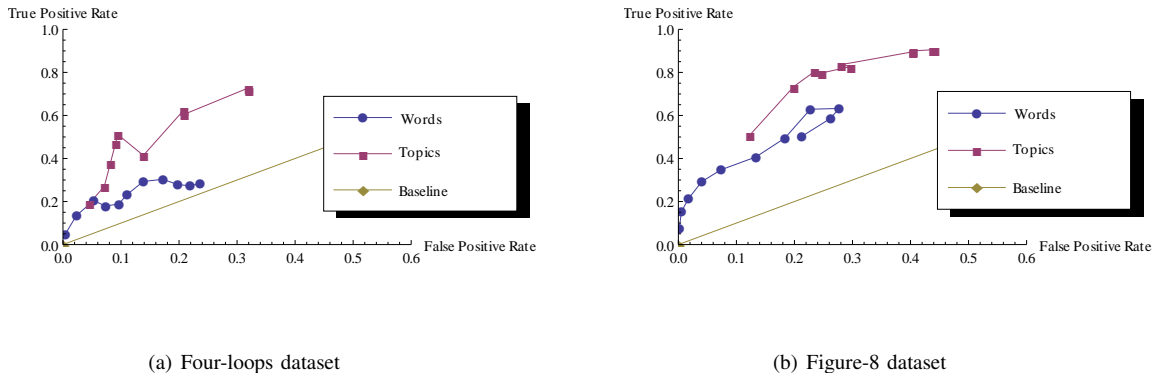 True Positive Rate
1.0
0.8
0.6
0.4
0.2
0.0
0.0 0.1 0.2 0.3 0.4 0.5 0.6
False Positive Rate
Words
Topics
Baseline
(a) Four-loops dataset
True Positive Rate
1.0
0.8
0.6
0.4
0.2
0.0
0.0 0.1 0.2 0.3 0.4 0.5 0.6
False Positive Rate
Words
Topics
Baseline
(b) Figure-8 dataset